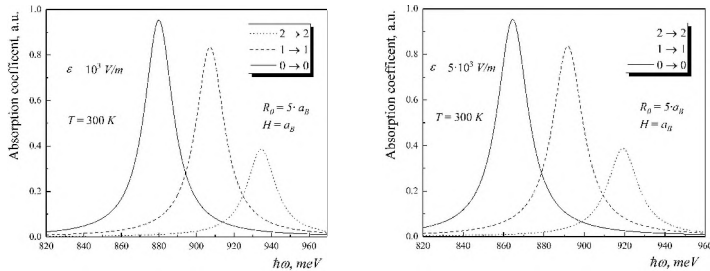 Absorption coefficent, a.u.
1.0
0.8
0.6
0.4
0.2
0.0
2 → 2
1 → 1
0 → 0
ε 10³ V/m
T = 300 K
R₀ = 5· a_B
H = a_B
820 840 860 880 900 920 940 960
ħω, meV
Absorption coefficent, a.u.
1.0
0.8
0.6
0.4
0.2
0.0
2 → 2
1 → 1
0 → 0
ε 5·10³ V/m
T = 300 K
R₀ = 5·a_B
H = a_B
820 840 860 880 900 920 940 960
ħω, meV